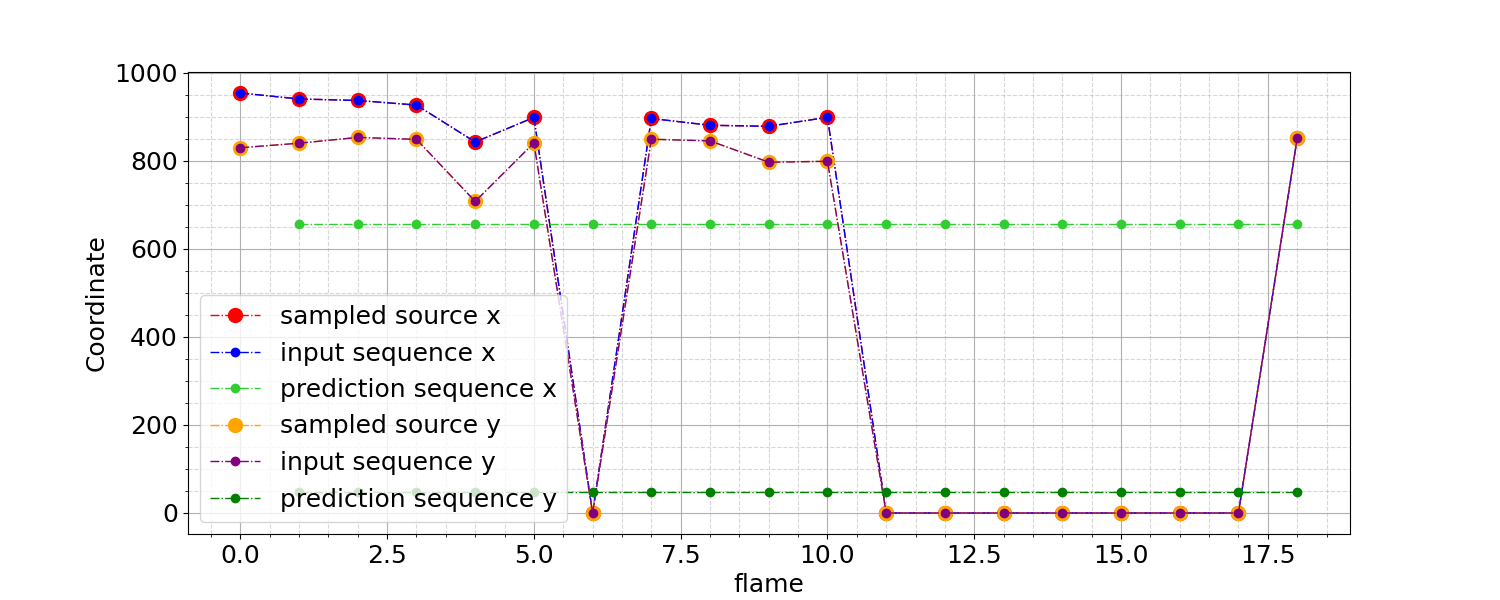 1000
800
600
400
200
0
Coordinate
sampled source x
input sequence x
prediction sequence x
sampled source y
input sequence y
prediction sequence y
0.0 2.5 5.0 7.5 10.0 12.5 15.0 17.5
flame